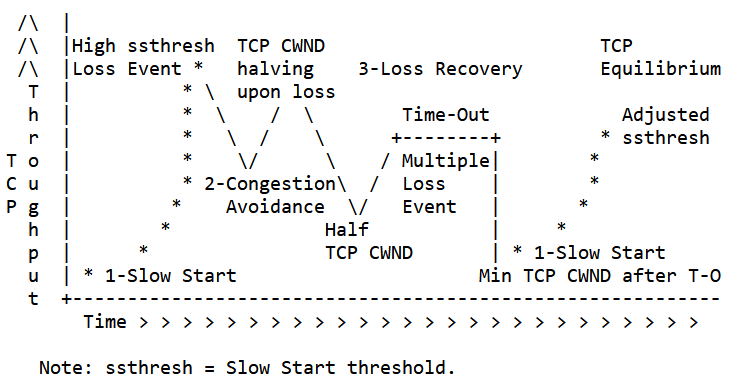 /\  |
 /\  |High ssthresh  TCP CWND                         TCP
 /\  |Loss Event *   halving    3-Loss Recovery       Equilibrium
  T  |          * \  upon loss
  h  |          *  \    /  \        Time-Out            Adjusted
  r  |          *   \  /    \      +--------+         * ssthresh
T o  |          *    \/      \    / Multiple|        *
C u  |          * 2-Congestion\  /  Loss    |        *
P g  |         *    Avoidance  \/   Event   |       *
  h  |        *              Half           |     *
  p  |      *                TCP CWND       | * 1-Slow Start
  u  | * 1-Slow Start                      Min TCP CWND after T-O
  t  +-----------------------------------------------------------
       Time > > > > > > > > > > > > > > > > > > > > > > > > > >
   Note: ssthresh = Slow Start threshold.